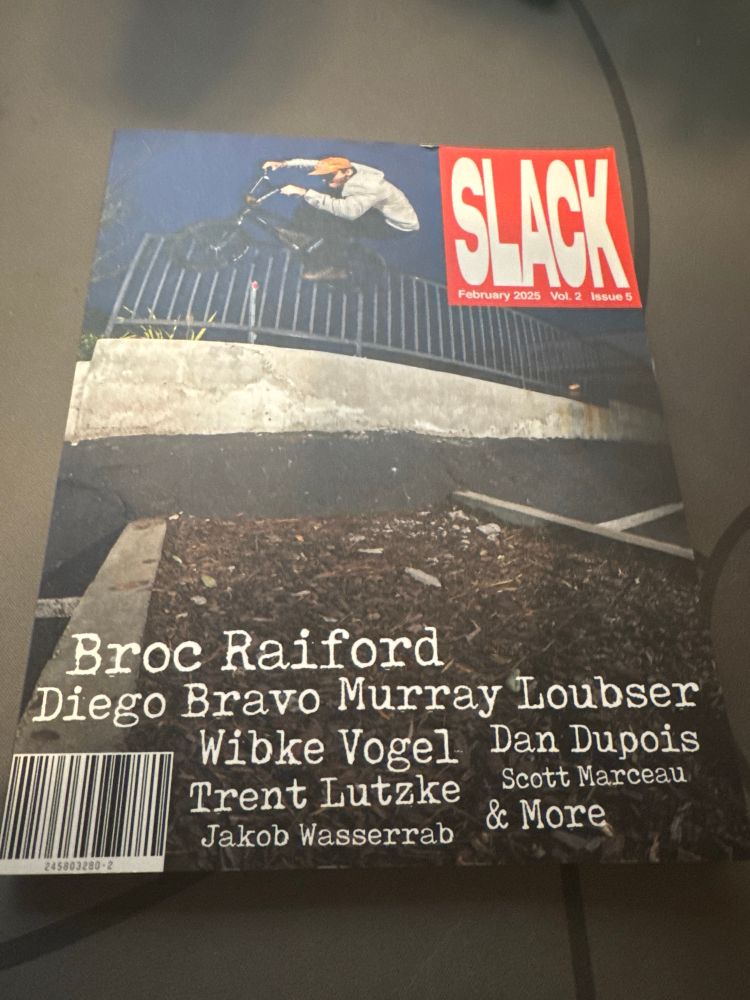 SLACK
February 2025 Vol. 2 Issue 5
Broc Raiford
Diego Bravo Murray Loubser
Wibke Vogel Dan Dupois
Trent Lutzke Scott Marceau
Jakob Wasserrab & More
245803280-2